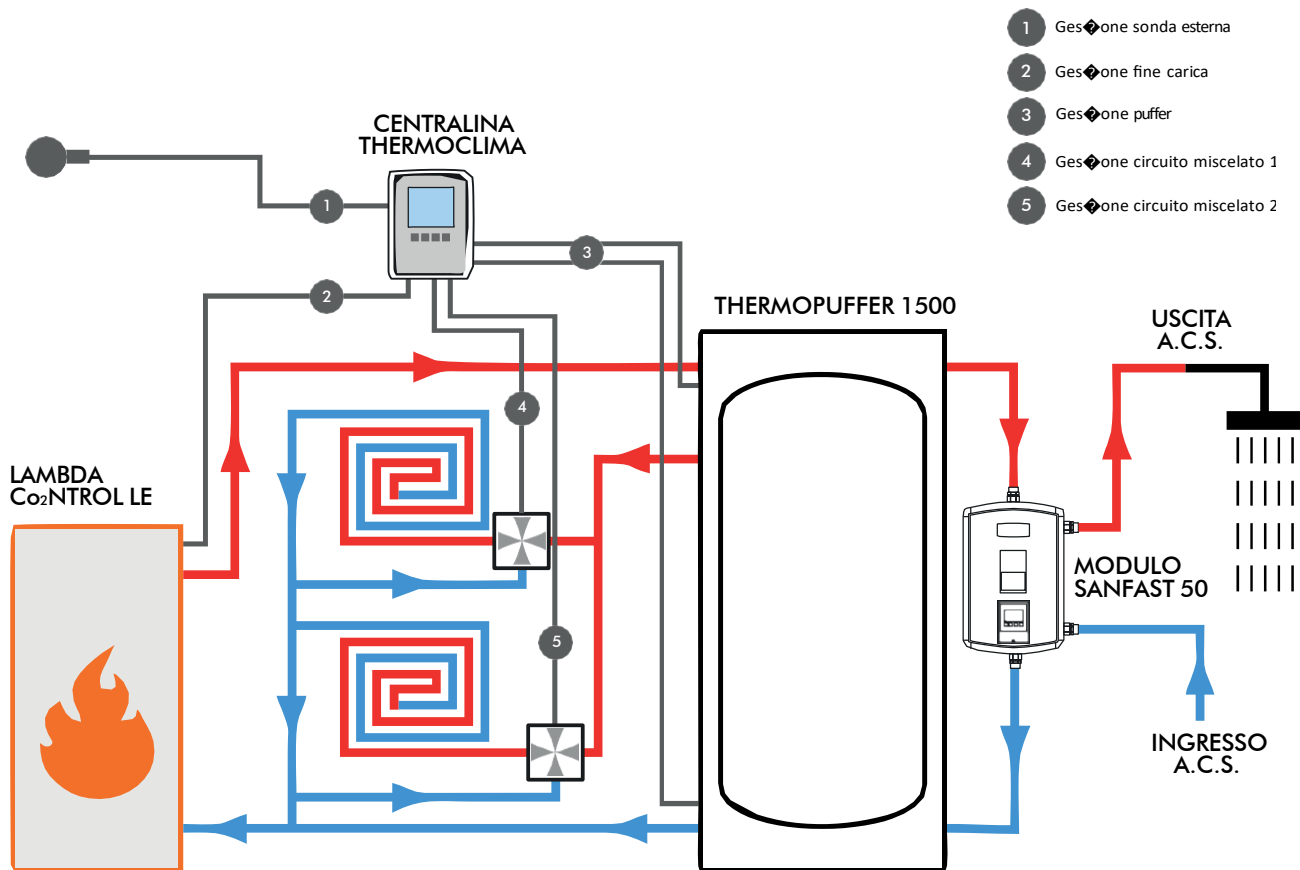 1 Ges�one sonda esterna
2 Ges�one fine carica
3 Ges�one puffer
4 Ges�one circuito miscelato 1
5 Ges�one circuito miscelato 2
CENTRALINA
THERMOCLIMA
1
3
2
THERMOPUFFER 1500
USCITA
A.C.S.
4
LAMBDA
Co₂NTROL LE
MODULO
SANFAST 50
5
INGRESSO
A.C.S.